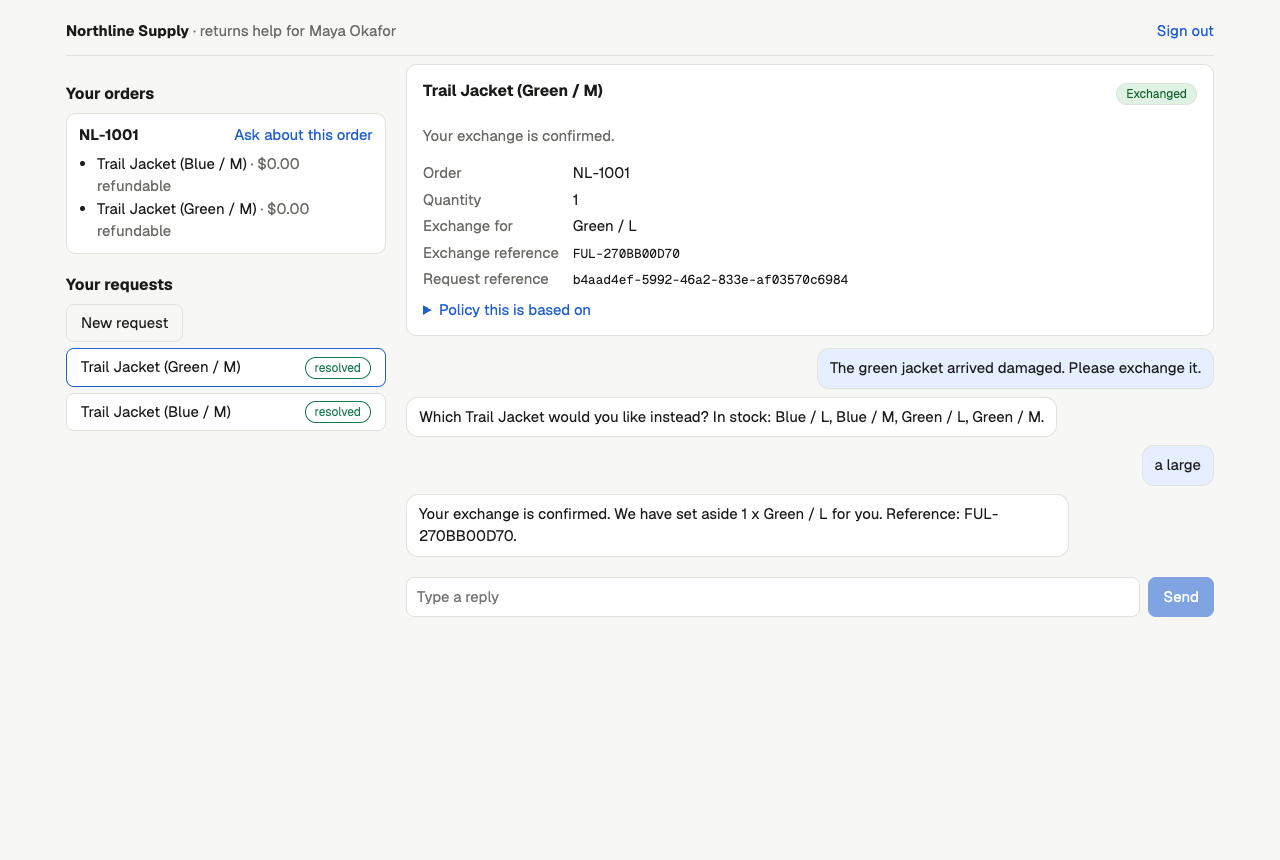 Northline Supply · returns help for Maya Okafor
Sign out
Your orders
NL-1001
Ask about this order
Trail Jacket (Blue / M) · $0.00
refundable
Trail Jacket (Green / M) · $0.00
refundable
Your requests
New request
Trail Jacket (Green / M)
resolved
Trail Jacket (Blue / M)
resolved
Trail Jacket (Green / M)
Exchanged
Your exchange is confirmed.
Order NL-1001
Quantity 1
Exchange for Green / L
Exchange reference FUL-270BB00D70
Request reference b4aad4ef-5992-46a2-833e-af03570c6984
Policy this is based on
The green jacket arrived damaged. Please exchange it.
Which Trail Jacket would you like instead? In stock: Blue / L, Blue / M, Green / L, Green / M.
a large
Your exchange is confirmed. We have set aside 1 x Green / L for you. Reference: FUL-
270BB00D70.
Type a reply
Send